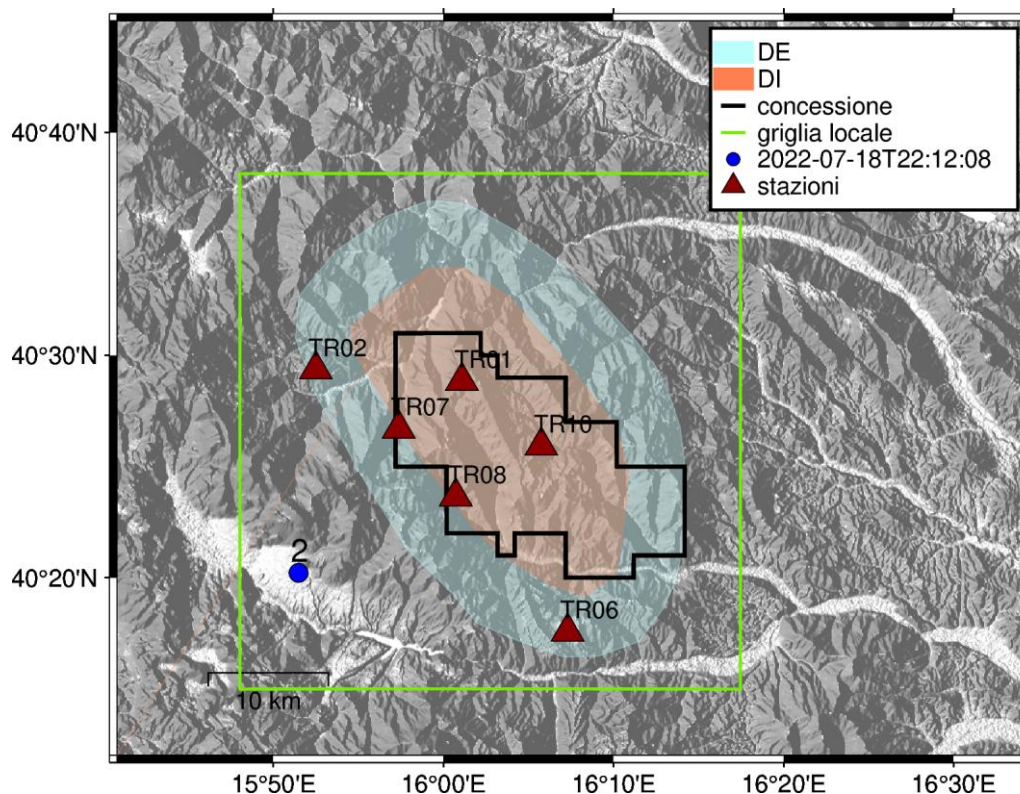 DE
DI
concessione
griglia locale
2022-07-18T22:12:08
stazioni
40°40'N
40°30'N
40°20'N
TR02
TR01
TR07
TR10
TR08
2
TR06
10 km
15°50'E
16°00'E
16°10'E
16°20'E
16°30'E